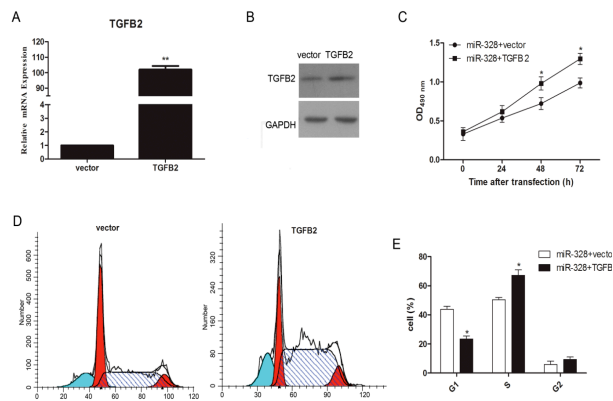 A
TGFB2
Relative mRNA Expression
120
110
100
90
4
3
2
1
0
**
vector
TGFB2
B
vector TGFB2
TGFB2
GAPDH
C
miR-328+vector
miR-328+TGFB2
OD490 nm
1.5
1.0
0.5
0.0
*
*
0
24
48
72
Time after transfection (h)
D
vector
Number
600
500
400
300
200
100
0
0
20
40
60
80
100
120
TGFB2
Number
320
240
160
80
0
0
30
60
90
120
E
miR-328+vecto
miR-328+TGFB
cell (%)
80
60
40
20
0
*
*
G1
S
G2